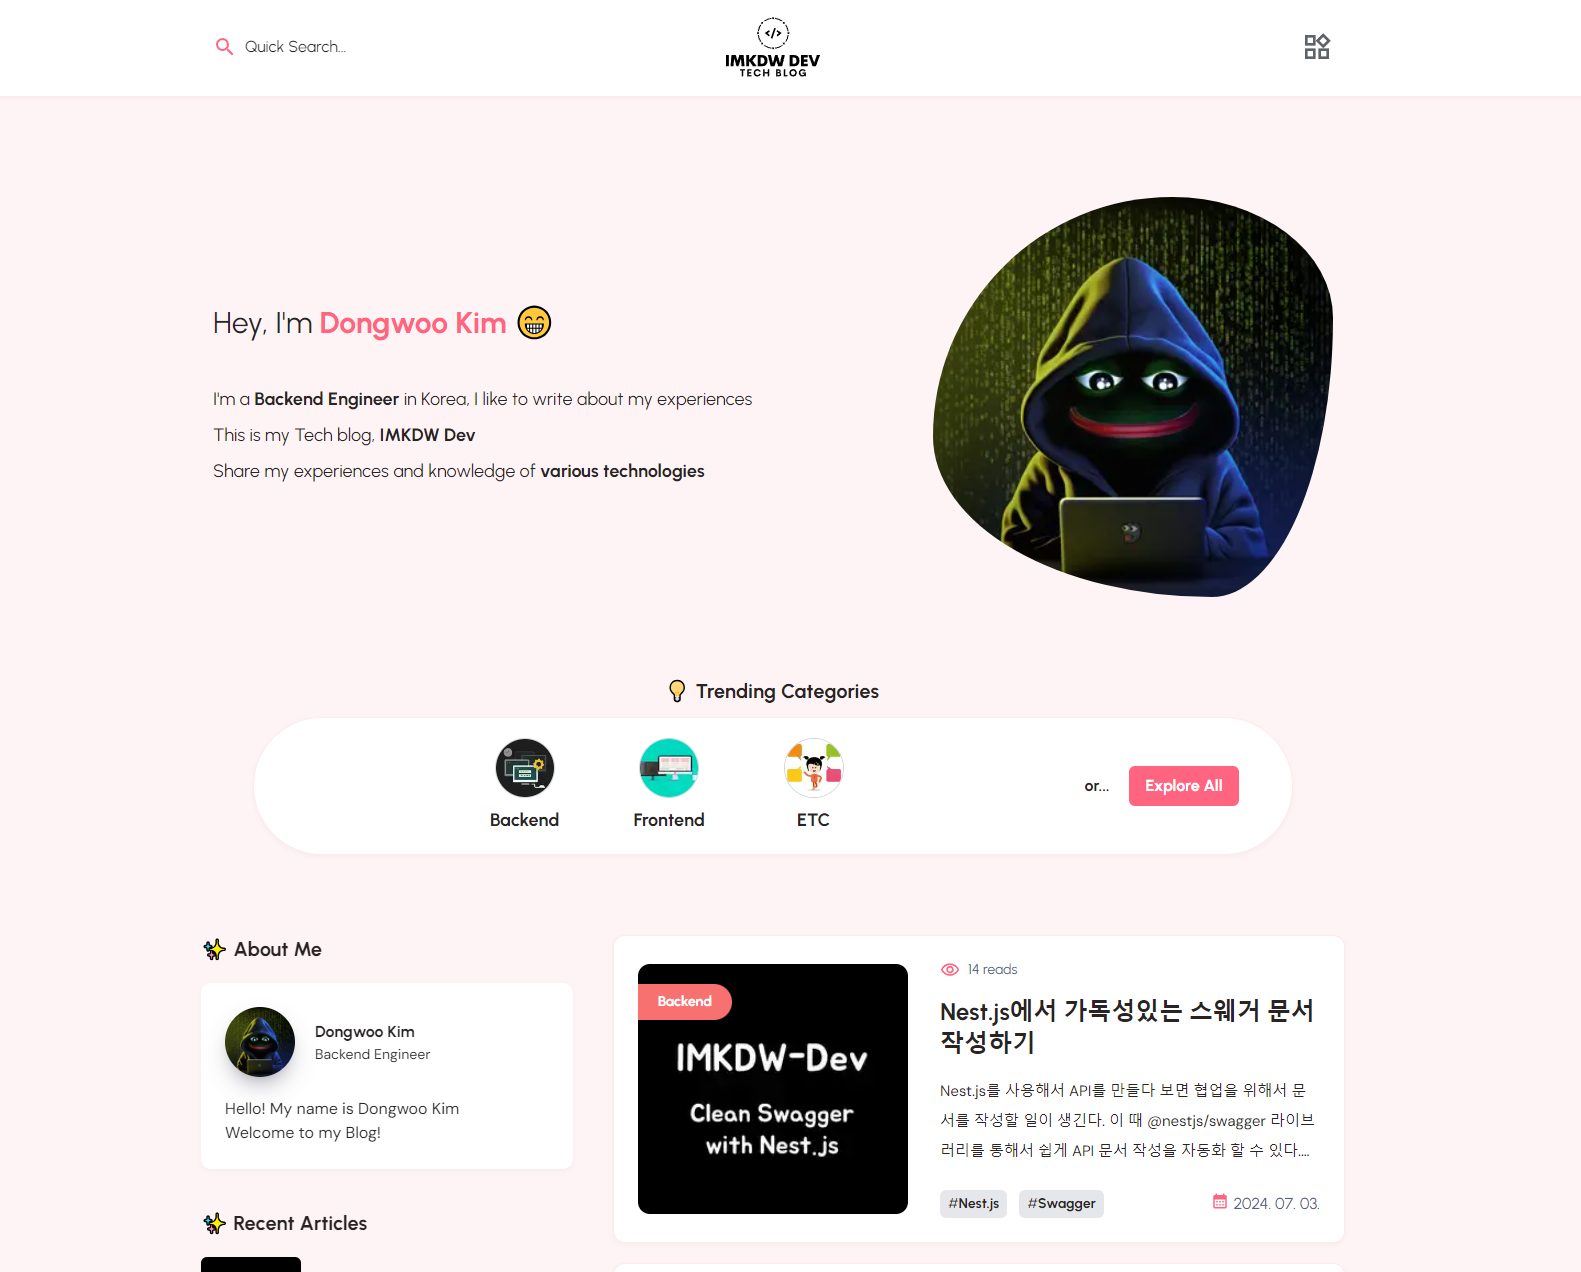 Quick Search...
IMKDW DEV
TECH BLOG
Hey, I'm Dongwoo Kim
I'm a Backend Engineer in Korea, I like to write about my experiences
This is my Tech blog, IMKDW Dev
Share my experiences and knowledge of various technologies
Trending Categories
Backend
Frontend
ETC
or...
Explore All
About Me
Dongwoo Kim
Backend Engineer
Hello! My name is Dongwoo Kim
Welcome to my Blog!
Recent Articles
Backend
IMKDW-Dev
Clean Swagger
with Nest.js
14 reads
Nest.js에서 가독성있는 스웨거 문서
작성하기
Nest.js를 사용해서 API를 만들다 보면 협업을 위해서 문
서를 작성할 일이 생긴다. 이 때 @nestjs/swagger 라이브
러리를 통해서 쉽게 API 문서 작성을 자동화 할 수 있다....
#Nest.js
#Swagger
2024. 07. 03.